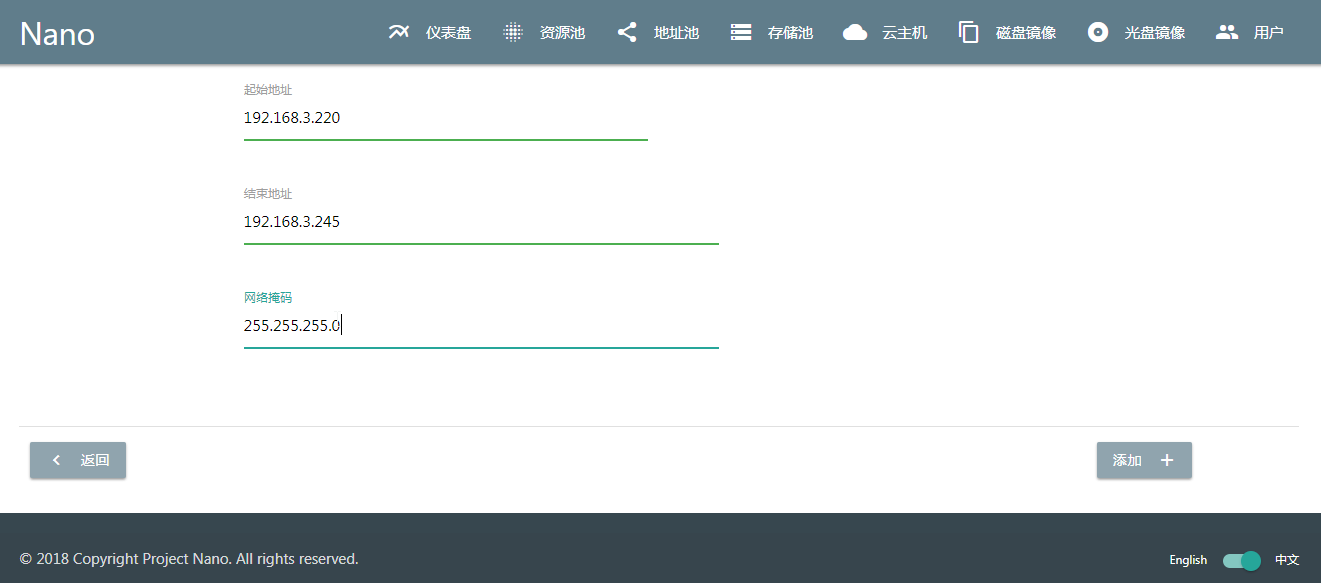 Nano 仪表盘 资源池 地址池 存储池 云主机 磁盘镜像 光盘镜像 用户
起始地址
192.168.3.220
结束地址
192.168.3.245
网络掩码
255.255.255.0
返回 添加
© 2018 Copyright Project Nano. All rights reserved. English 中文